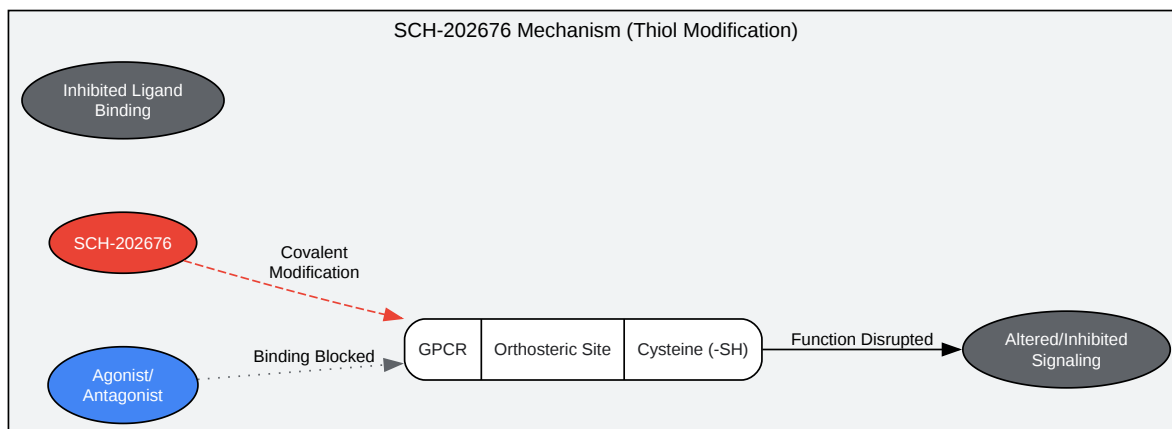 SCH-202676 Mechanism (Thiol Modification)
Inhibited Ligand
Binding
SCH-202676
Covalent
Modification
Agonist/
Antagonist
Binding Blocked
GPCR
Orthosteric Site
Cysteine (-SH)
Function Disrupted
Altered/Inhibited
Signaling